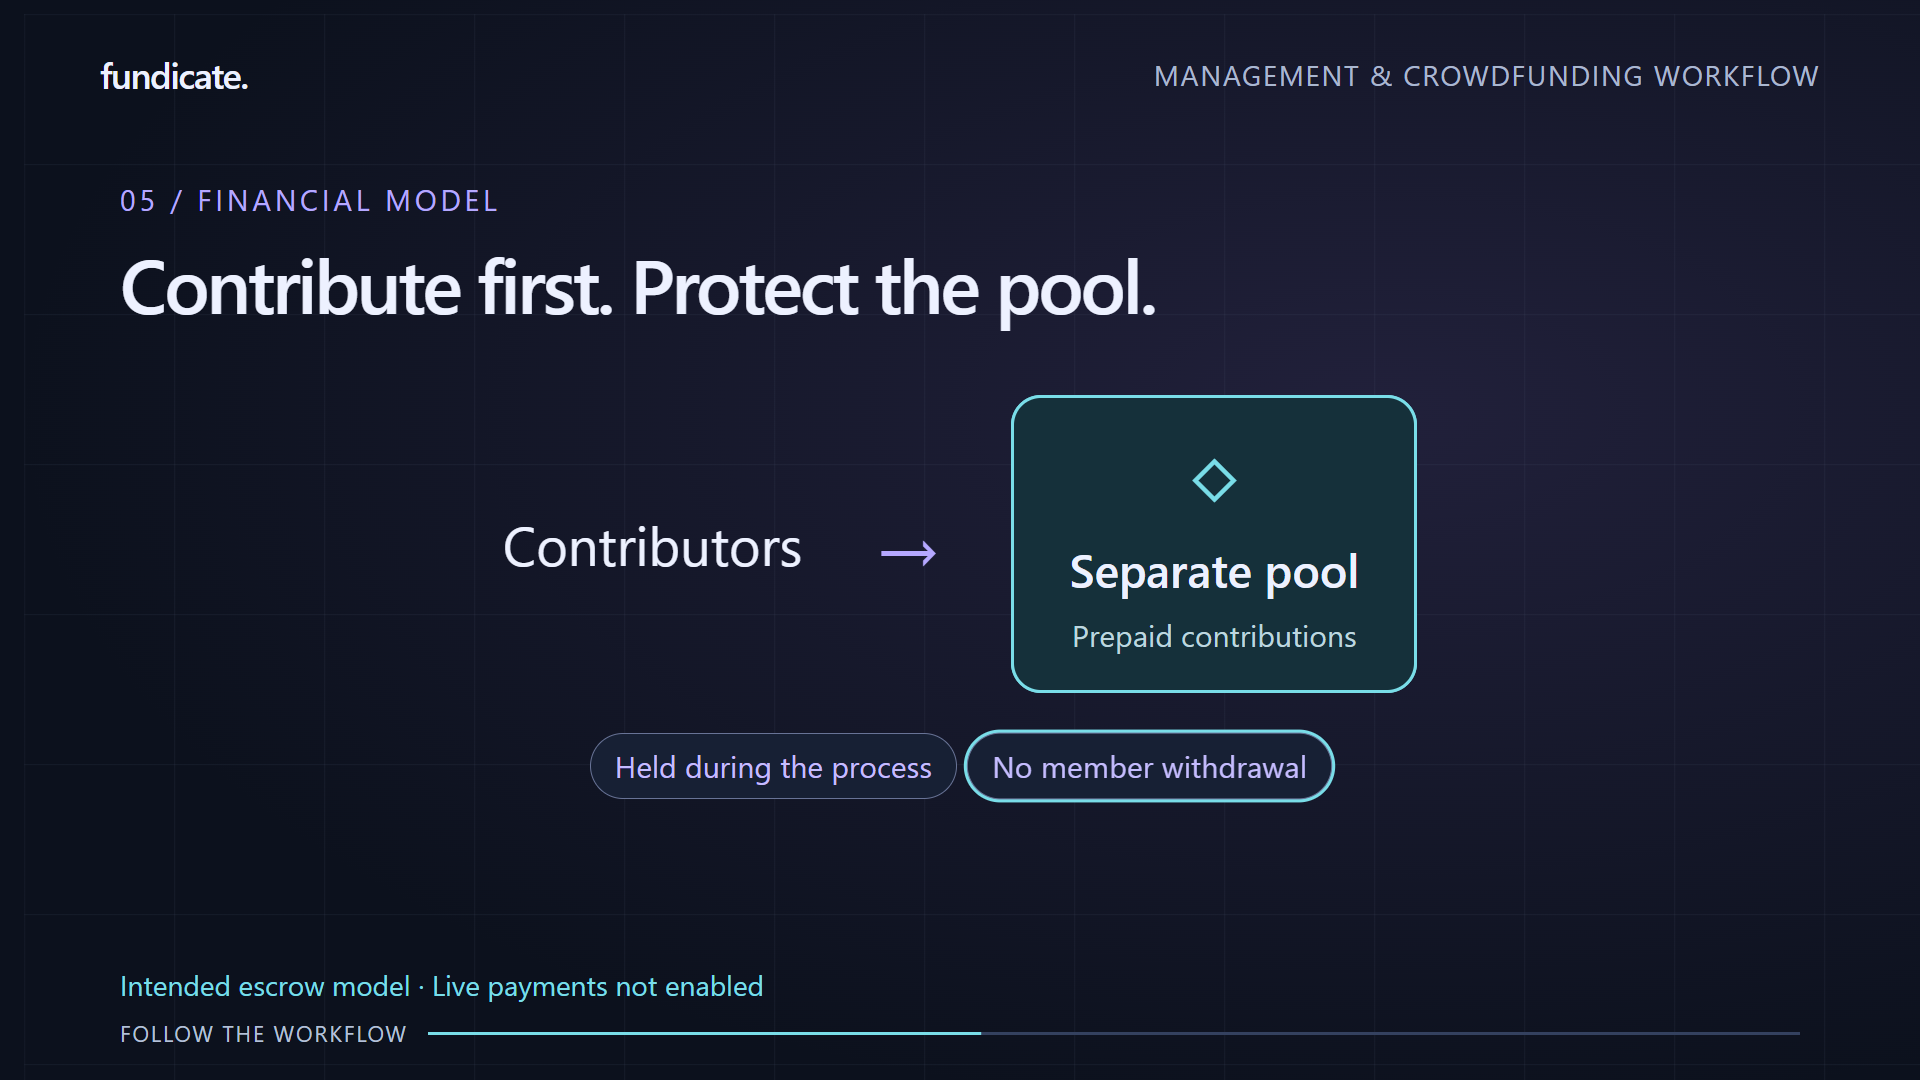 fundicate.
MANAGEMENT & CROWDFUNDING WORKFLOW
05 / FINANCIAL MODEL
Contribute first. Protect the pool.
Contributors →
Separate pool
Prepaid contributions
Held during the process
No member withdrawal
Intended escrow model · Live payments not enabled
FOLLOW THE WORKFLOW